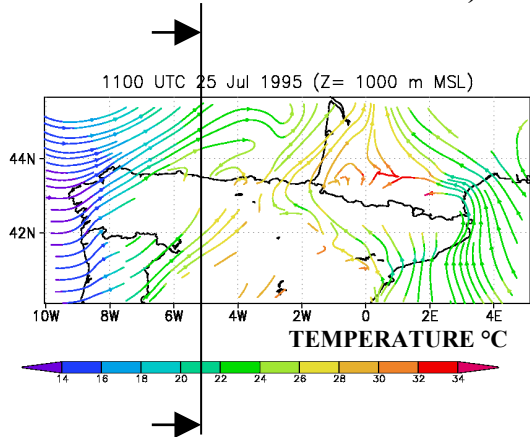 )
1100 UTC 25 Jul 1995 (Z= 1000 m MSL)
44N
42N
10W 8W 6W 4W 2W 0 2E 4E
TEMPERATURE °C
14 16 18 20 22 24 26 28 30 32 34